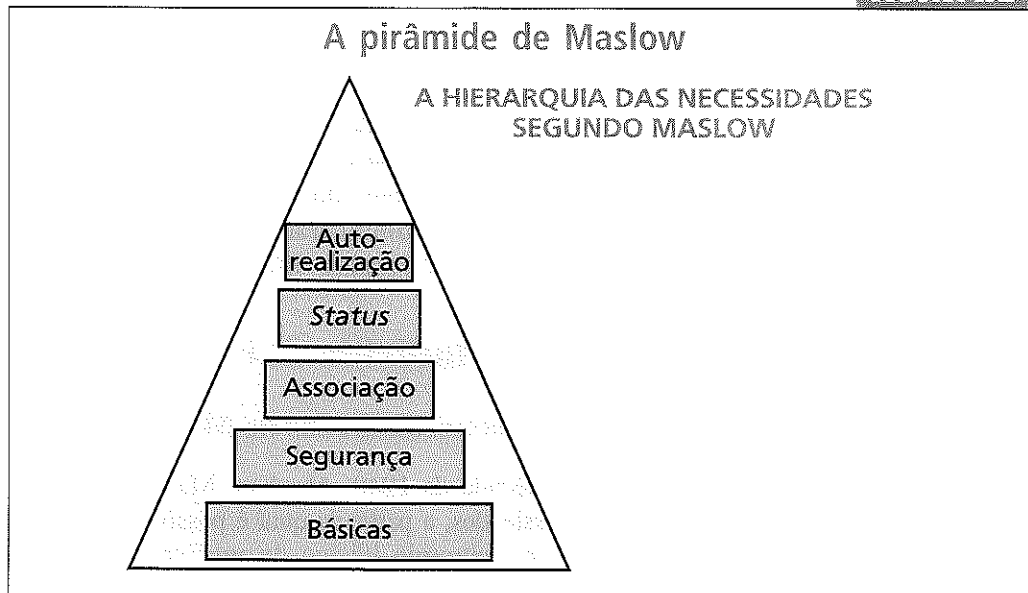 A pirâmide de Maslow
A HIERARQUIA DAS NECESSIDADES
SEGUNDO MASLOW
Auto-
realização
Status
Associação
Segurança
Básicas